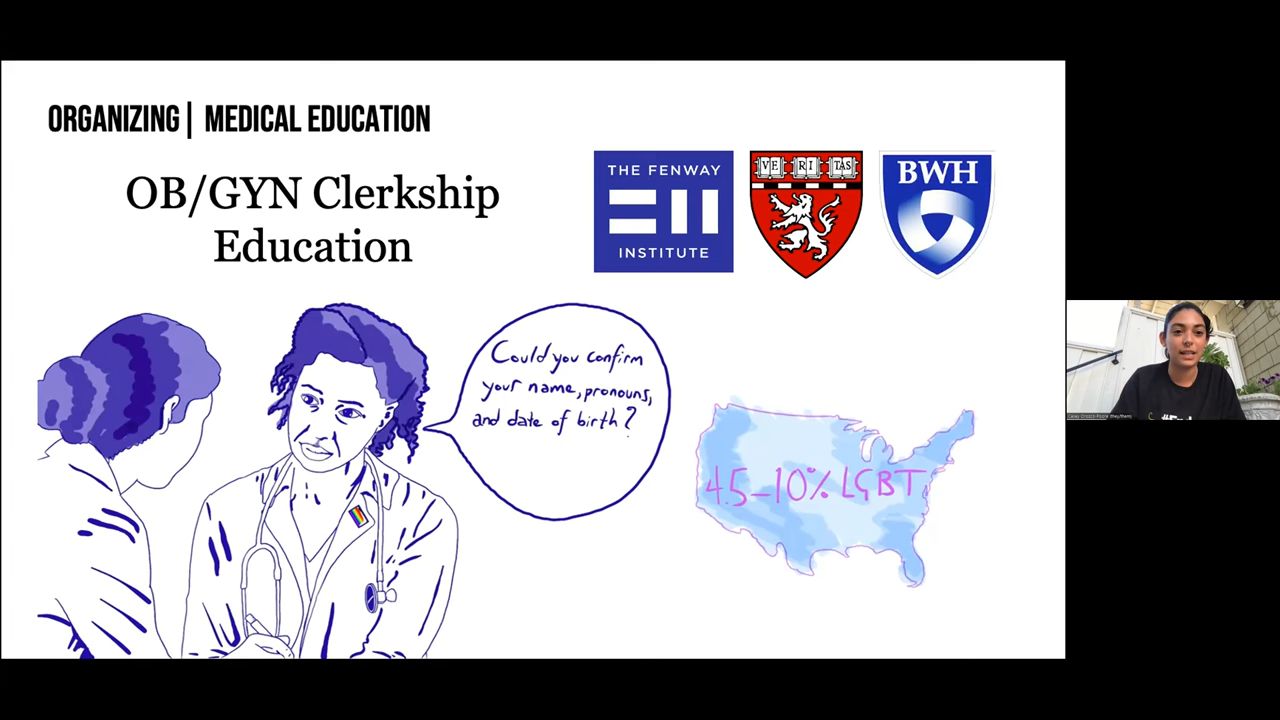 ORGANIZING| MEDICAL EDUCATION
OB/GYN Clerkship
Education
THE FENWAY
INSTITUTE
VE RI TAS
BWH
Could you confirm
your name, pronouns,
and date of birth?
4.5-10% LGBT